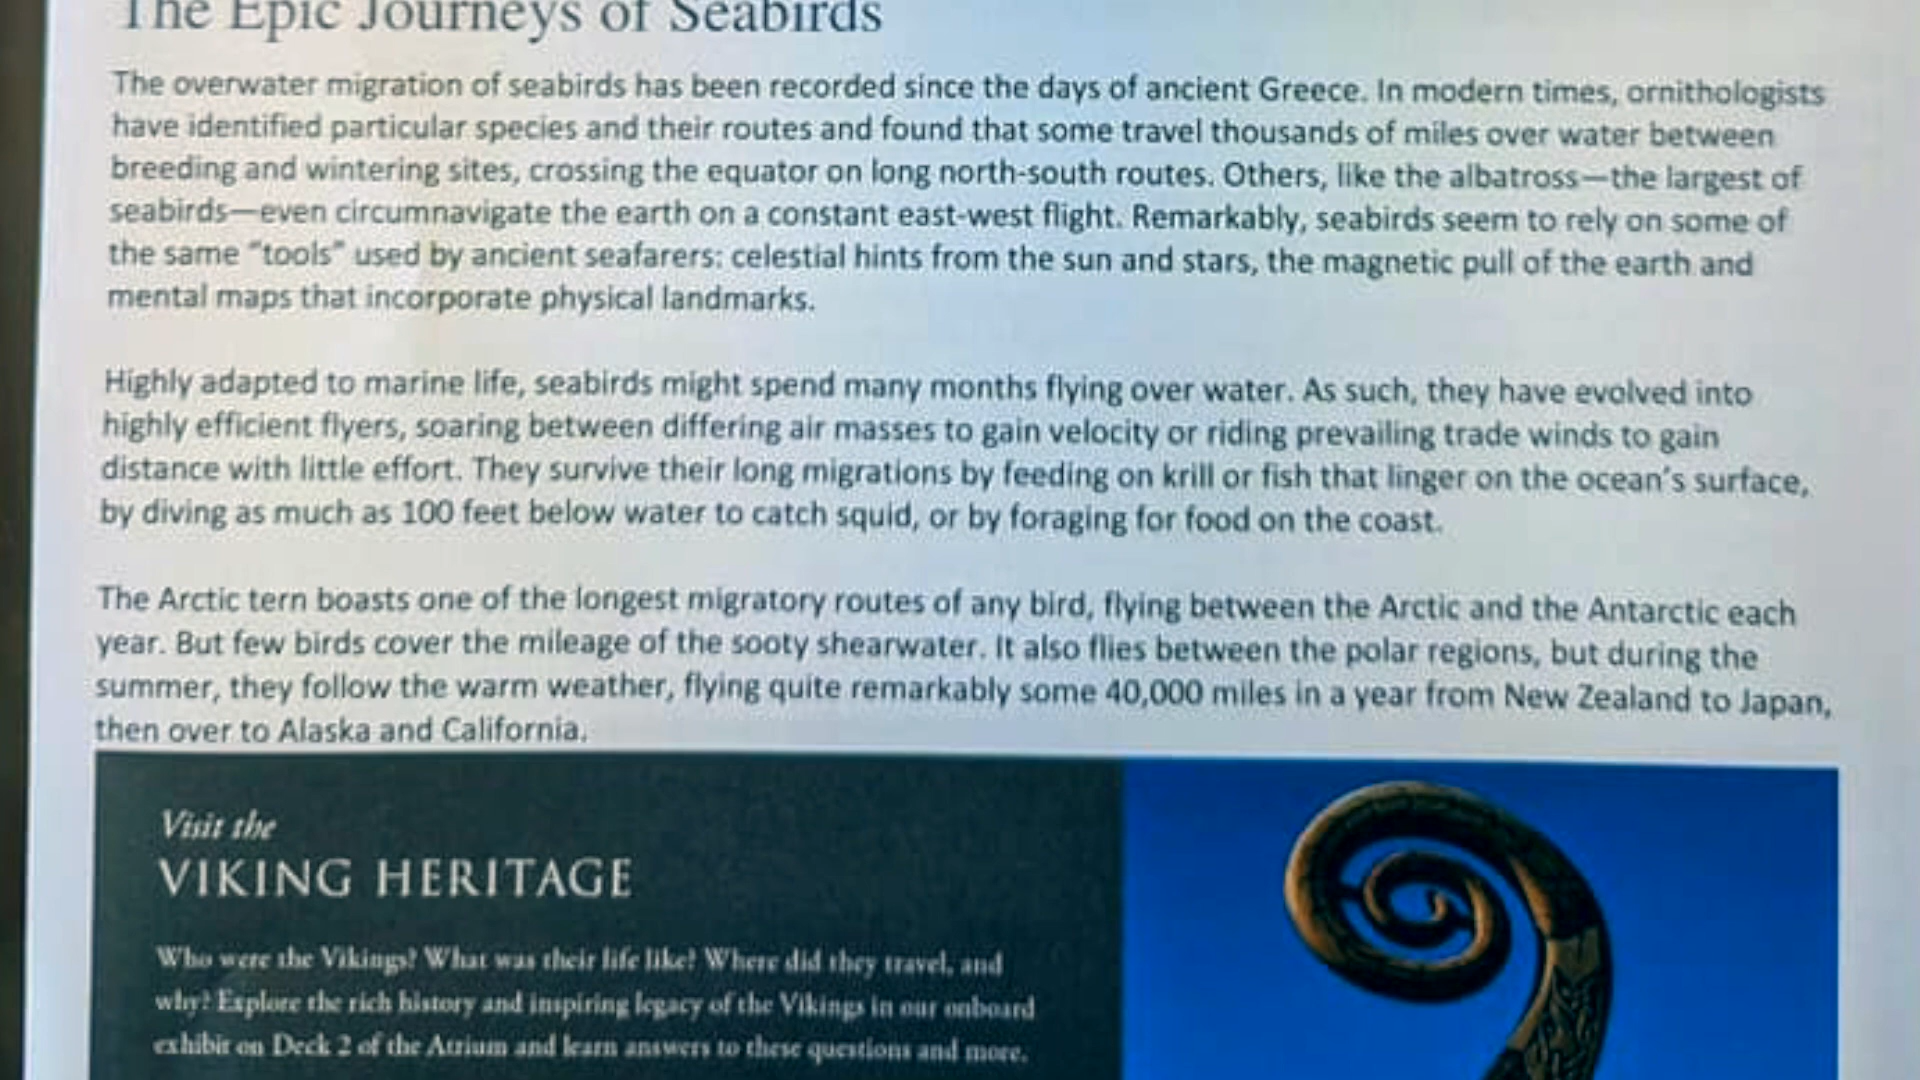 The Epic Journeys of Seabirds
The overwater migration of seabirds has been recorded since the days of ancient Greece. In modern times, ornithologists
have identified particular species and their routes and found that some travel thousands of miles over water between
breeding and wintering sites, crossing the equator on long north-south routes. Others, like the albatross—the largest of
seabirds—even circumnavigate the earth on a constant east-west flight. Remarkably, seabirds seem to rely on some of
the same “tools” used by ancient seafarers: celestial hints from the sun and stars, the magnetic pull of the earth and
mental maps that incorporate physical landmarks.
Highly adapted to marine life, seabirds might spend many months flying over water. As such, they have evolved into
highly efficient flyers, soaring between differing air masses to gain velocity or riding prevailing trade winds to gain
distance with little effort. They survive their long migrations by feeding on krill or fish that linger on the ocean’s surface,
by diving as much as 100 feet below water to catch squid, or by foraging for food on the coast.
The Arctic tern boasts one of the longest migratory routes of any bird, flying between the Arctic and the Antarctic each
year. But few birds cover the mileage of the sooty shearwater. It also flies between the polar regions, but during the
summer, they follow the warm weather, flying quite remarkably some 40,000 miles in a year from New Zealand to Japan,
then over to Alaska and California.
Visit the
VIKING HERITAGE
Who were the Vikings? What was their life like? Where did they travel, and
why? Explore the rich history and inspiring legacy of the Vikings in our onboard
exhibit on Deck 2 of the Atrium and learn answers to these questions and more.